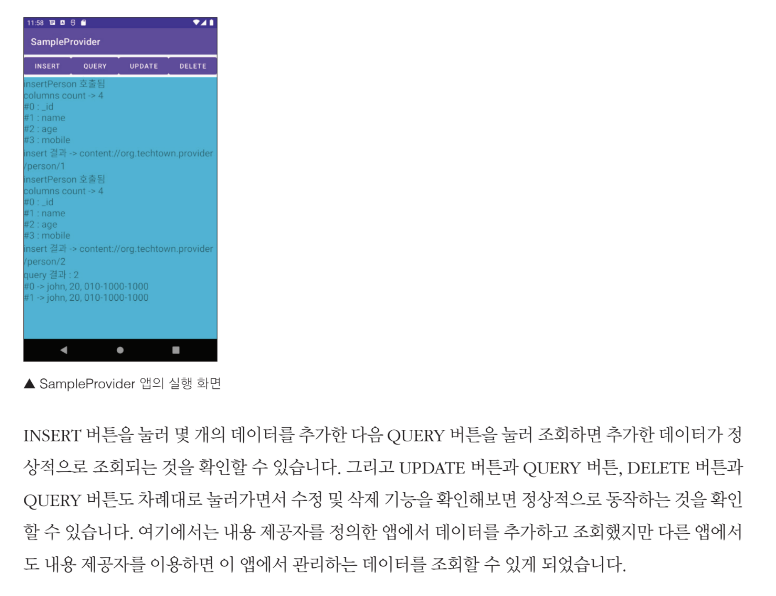 11:58
SampleProvider
INSERT QUERY UPDATE DELETE
insertPerson 호출됨
columns count -> 4
#0 : _id
#1 : name
#2 : age
#3 : mobile
insert 결과 -> content://org.techtown.provider
/person/1
insertPerson 호출됨
columns count -> 4
#0 : _id
#1 : name
#2 : age
#3 : mobile
insert 결과 -> content://org.techtown.provider
/person/2
query 결과 : 2
#0 -> john, 20, 010-1000-1000
#1 -> john, 20, 010-1000-1000
▲ SampleProvider 앱의 실행 화면
INSERT 버튼을 눌러 몇 개의 데이터를 추가한 다음 QUERY 버튼을 눌러 조회하면 추가한 데이터가 정
상적으로 조회되는 것을 확인할 수 있습니다. 그리고 UPDATE 버튼과 QUERY 버튼, DELETE 버튼과
QUERY 버튼도 차례대로 눌러가면서 수정 및 삭제 기능을 확인해보면 정상적으로 동작하는 것을 확인
할 수 있습니다. 여기에서는 내용 제공자를 정의한 앱에서 데이터를 추가하고 조회했지만 다른 앱에서
도 내용 제공자를 이용하면 이 앱에서 관리하는 데이터를 조회할 수 있게 되었습니다.